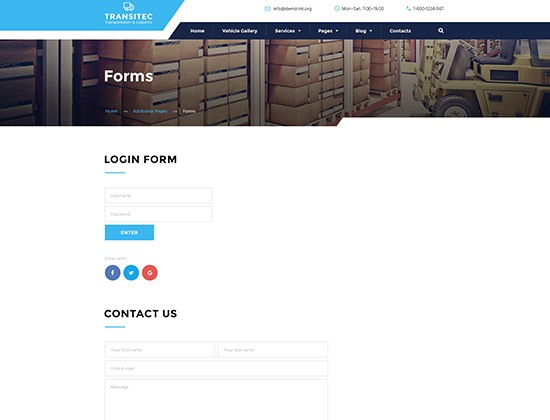 TRANSITEC
Transportation & Logistics
info@demolink.org
Mon–Sat: 7:00–19:00
1-800-1234-567
Home
Vehicle Gallery
Services
Pages
Blog
Contacts
Forms
Home
Additional Pages
Forms
LOGIN FORM
Username
Password
ENTER
Enter with:
f
G
CONTACT US
Your first name
Your last name
Your e-mail
Message